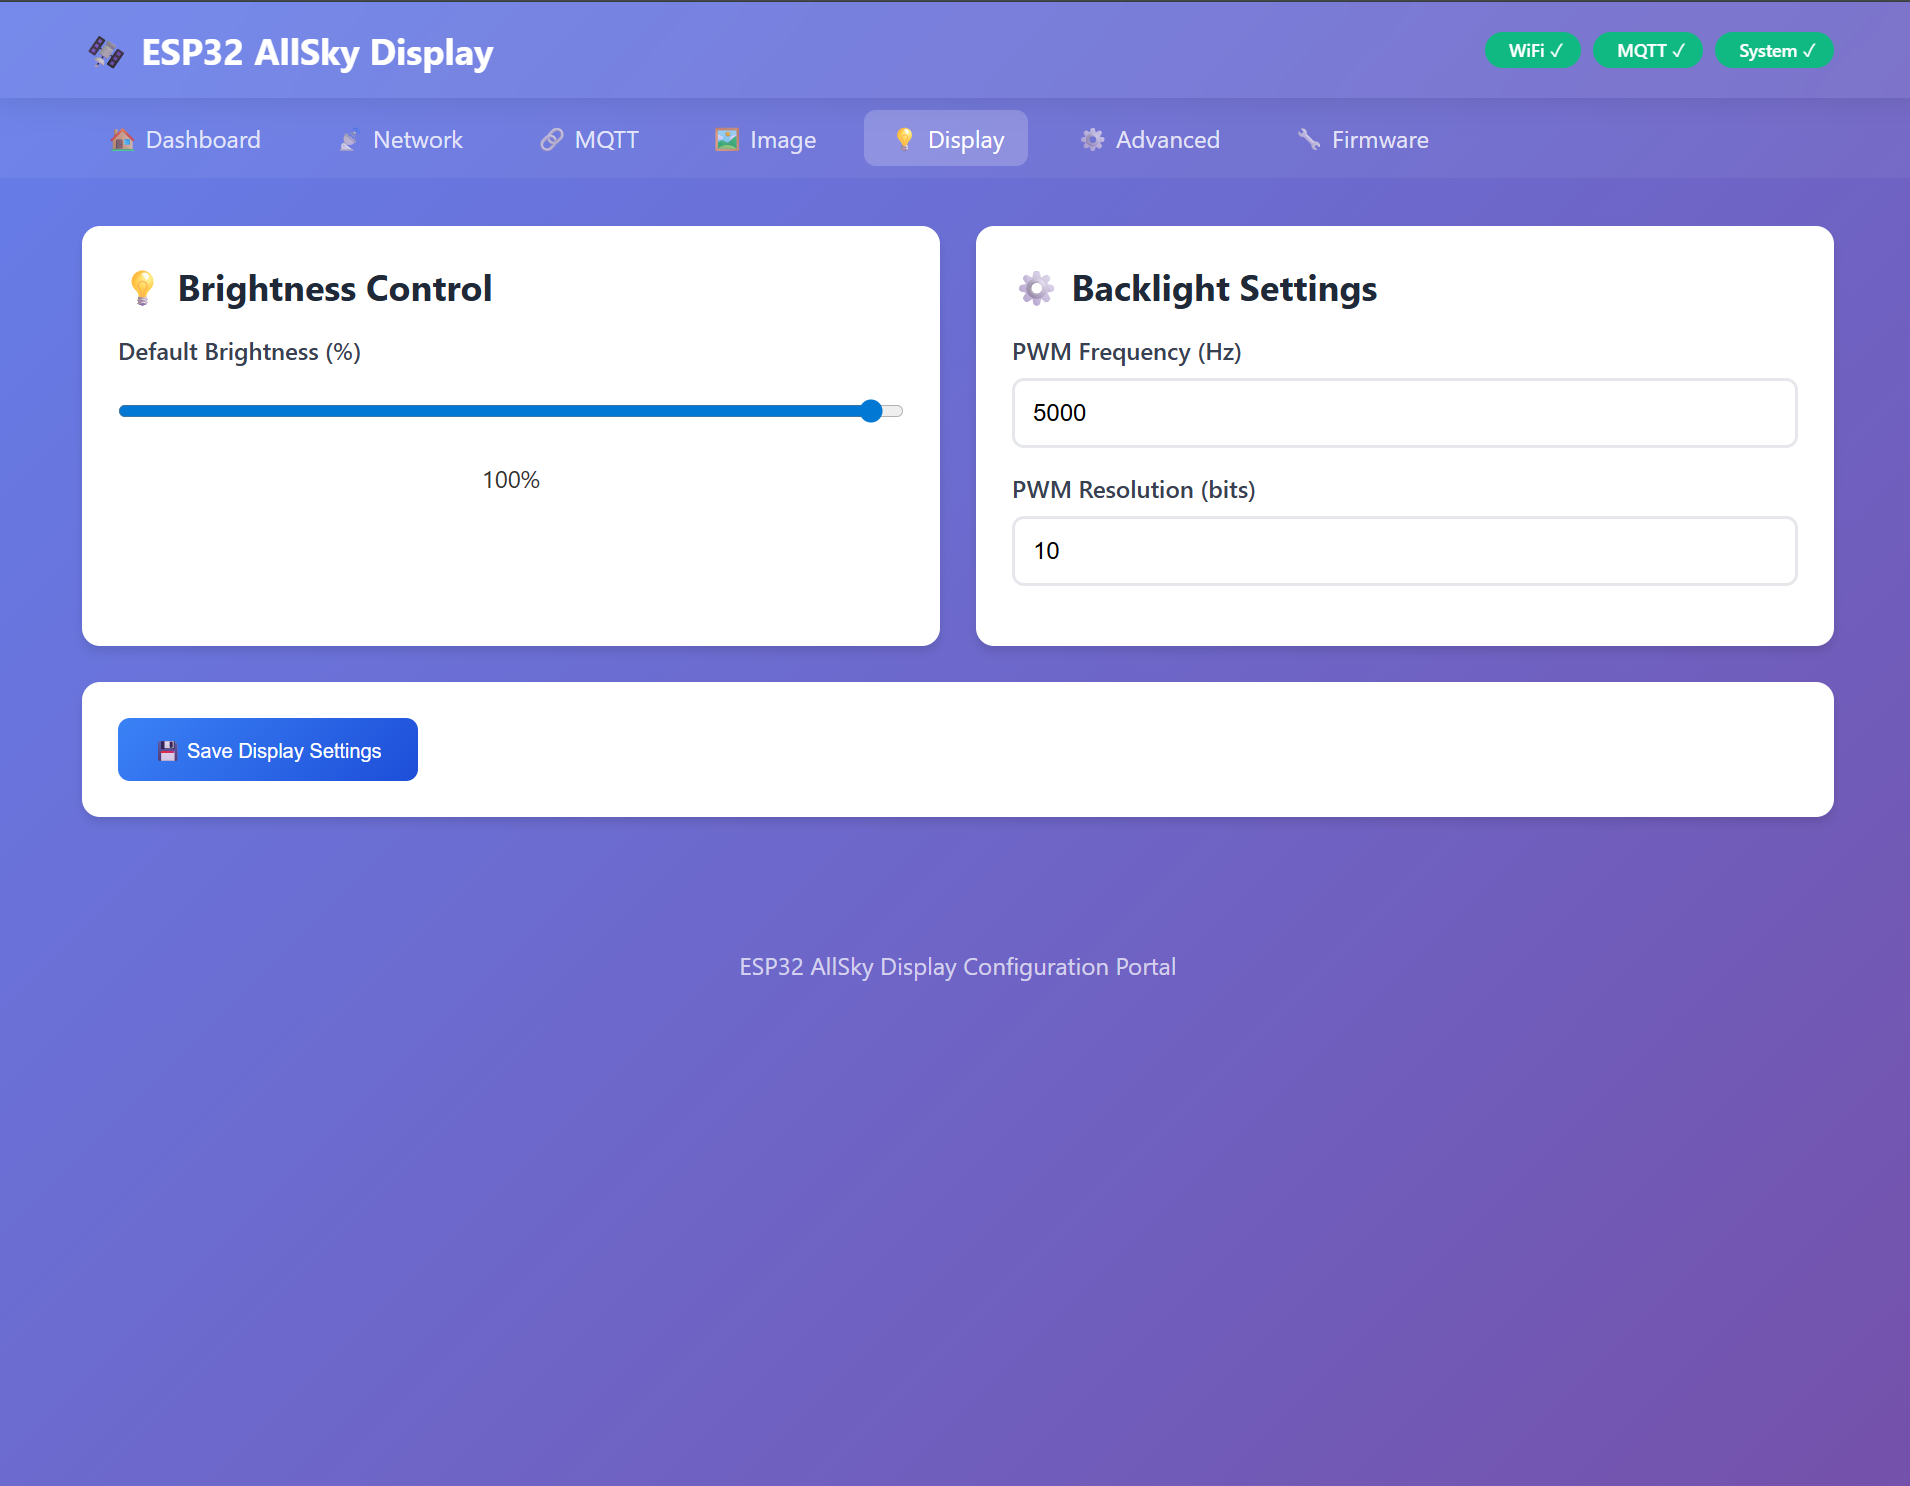 ESP32 AllSky Display
WiFi ✓
MQTT ✓
System ✓
Dashboard
Network
MQTT
Image
Display
Advanced
Firmware
Brightness Control
Default Brightness (%)
100%
Backlight Settings
PWM Frequency (Hz)
5000
PWM Resolution (bits)
10
Save Display Settings
ESP32 AllSky Display Configuration Portal